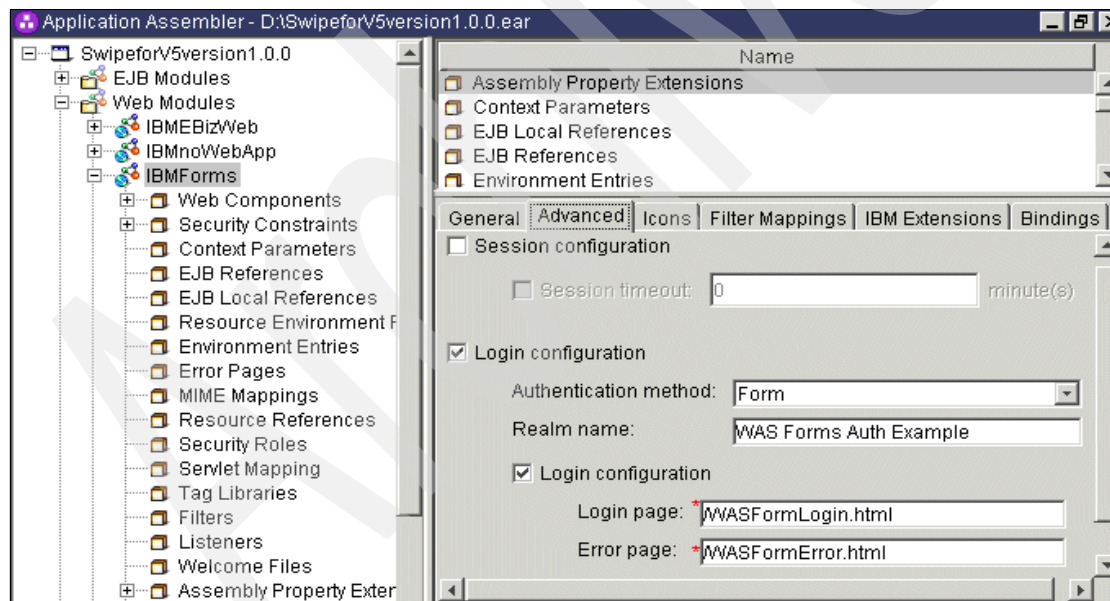 Application Assembler - D:\SwipeforV5version1.0.0.ear
SwipeforV5version1.0.0
EJB Modules
Web Modules
IBMEBizWeb
IBMnoWebApp
IBMForms
Web Components
Security Constraints
Context Parameters
EJB References
EJB Local References
Resource Environment
Environment Entries
Error Pages
MIME Mappings
Resource References
Security Roles
Servlet Mapping
Tag Libraries
Filters
Listeners
Welcome Files
Assembly Property Exter
Name
Assembly Property Extensions
Context Parameters
EJB Local References
EJB References
Environment Entries
General Advanced Icons Filter Mappings IBM Extensions Bindings
Session configuration
Session timeout: 0 minute(s)
Login configuration
Authentication method: Form
Realm name: WAS Forms Auth Example
Login configuration
Login page: */WASFormLogin.html
Error page: */WASFormError.html